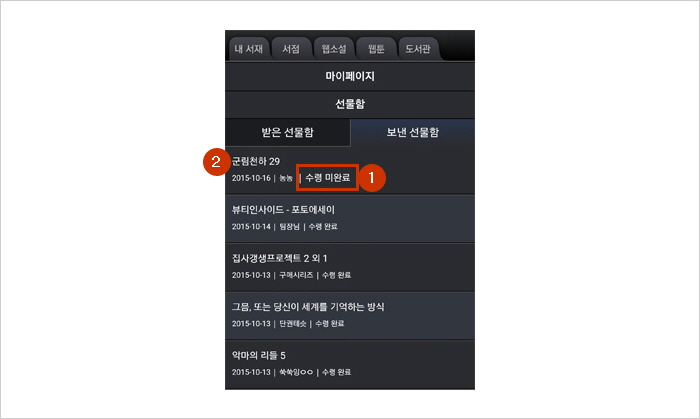 내 서재 서점 웹소설 웹툰 도서관
마이페이지
선물함
받은 선물함 보낸 선물함
2 군림천하 29
2015-10-16 | 농농 | 수령 미완료 1
뷰티인사이드 - 포토에세이
2015-10-14 | 팀장님 | 수령 완료
집사갱생프로젝트 2 외 1
2015-10-13 | 구메시리즈 | 수령 완료
그믐, 또는 당신이 세계를 기억하는 방식
2015-10-13 | 단권태슷 | 수령 완료
악마의 리들 5
2015-10-13 | 쑥쑥잉ㅇㅇ | 수령 완료